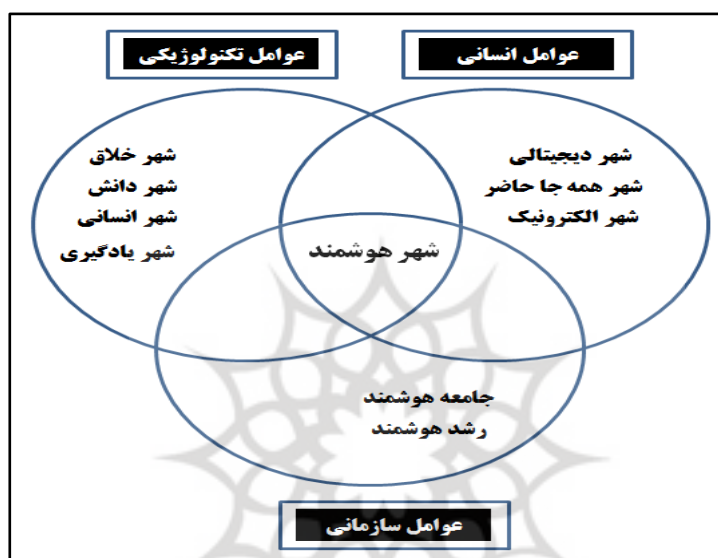 عوامل انسانی
عوامل تکنولوژیکی
شهر دیجیتالی
شهر همه جا حاضر
شهر الکترونیک
شهر خلاق
شهر دانش
شهر انسانی
شهر یادگیری
شهر هوشمند
جامعه هوشمند
رشد هوشمند
عوامل سازمانی